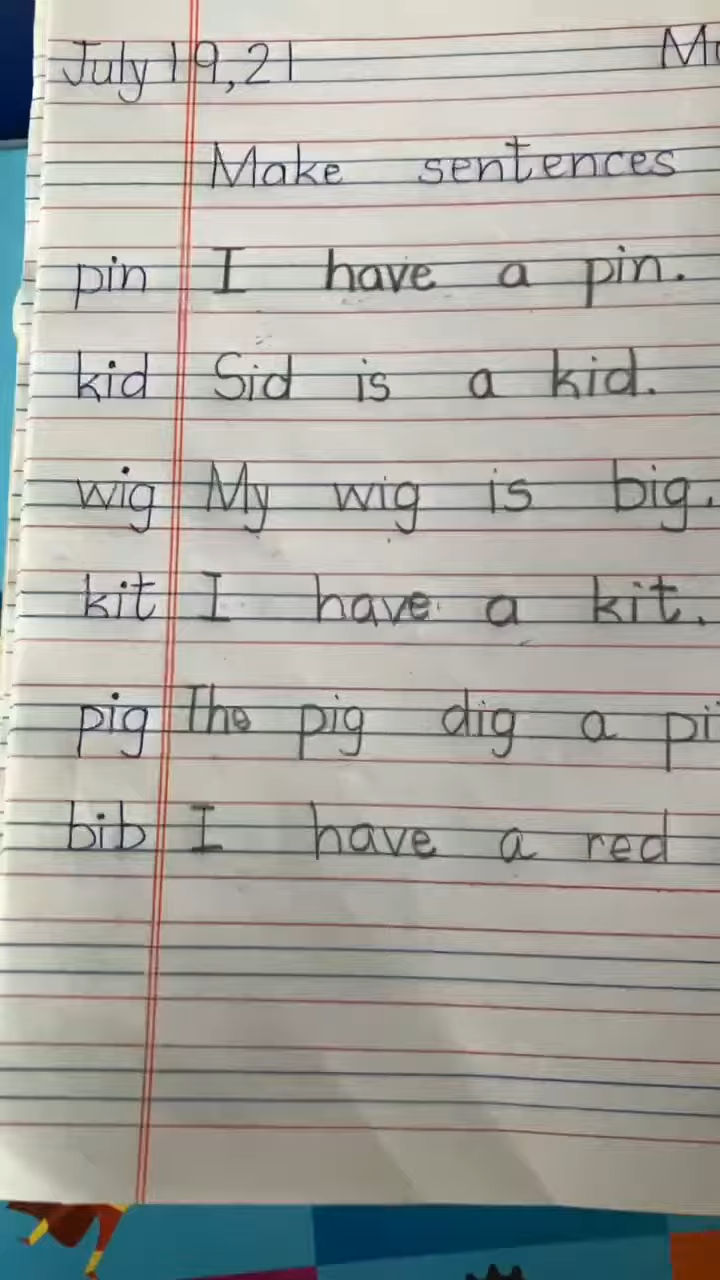 July 19, 21
Make sentences
pin I have a pin.
kid Sid is a kid.
wig My wig is big.
kit I have a kit.
pig The pig dig a
bib I have a red